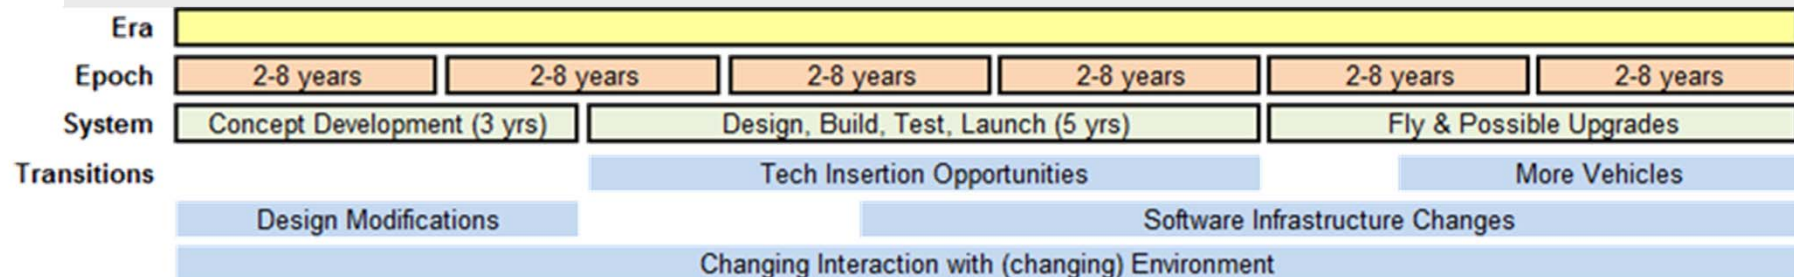 Era
Epoch 2-8 years 2-8 years 2-8 years 2-8 years 2-8 years 2-8 years
System Concept Development (3 yrs) Design, Build, Test, Launch (5 yrs) Fly & Possible Upgrades
Transitions Tech Insertion Opportunities More Vehicles
Design Modifications Software Infrastructure Changes
Changing Interaction with (changing) Environment